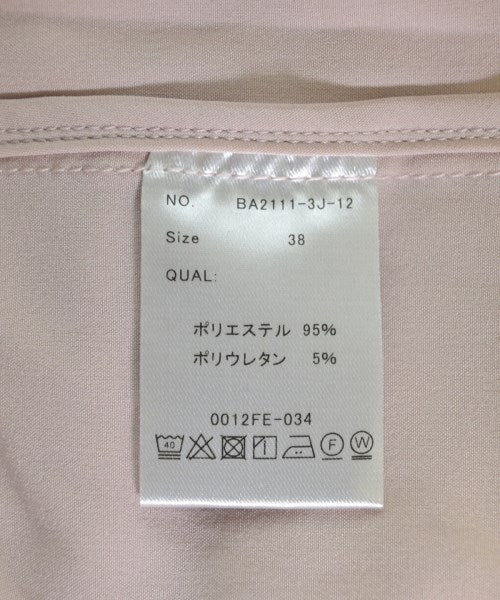 NO. BA2111-3J-12
Size 38
QUAL:
ポリエステル 95%
ポリウレタン 5%
0012FE-034
40 F W